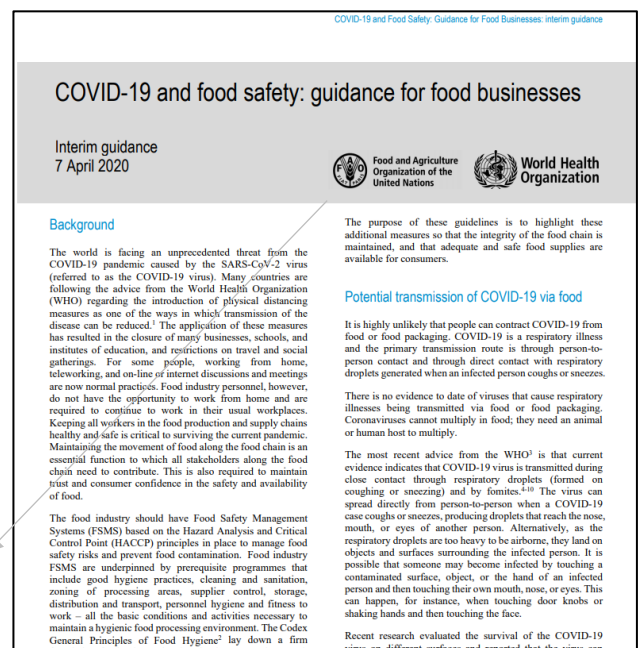 COVID-19 and Food Safety: Guidance for Food Businesses: interim guidance
COVID-19 and food safety: guidance for food businesses
Interim guidance
7 April 2020
F A O
FIAT PANIS
Food and Agriculture
Organization of the
United Nations
World Health
Organization
Background
The world is facing an unprecedented threat from the
COVID-19 pandemic caused by the SARS-CoV-2 virus
(referred to as the COVID-19 virus). Many countries are
following the advice from the World Health Organization
(WHO) regarding the introduction of physical distancing
measures as one of the ways in which transmission of the
disease can be reduced.1 The application of these measures
has resulted in the closure of many businesses, schools, and
institutes of education, and restrictions on travel and social
gatherings. For some people, working from home,
teleworking, and on-line or internet discussions and meetings
are now normal practices. Food industry personnel, however,
do not have the opportunity to work from home and are
required to continue to work in their usual workplaces.
Keeping all workers in the food production and supply chains
healthy and safe is critical to surviving the current pandemic.
Maintaining the movement of food along the food chain is an
essential function to which all stakeholders along the food
chain need to contribute. This is also required to maintain
trust and consumer confidence in the safety and availability
of food.
The food industry should have Food Safety Management
Systems (FSMS) based on the Hazard Analysis and Critical
Control Point (HACCP) principles in place to manage food
safety risks and prevent food contamination. Food industry
FSMS are underpinned by prerequisite programmes that
include good hygiene practices, cleaning and sanitation,
zoning of processing areas, supplier control, storage,
distribution and transport, personnel hygiene and fitness to
work – all the basic conditions and activities necessary to
maintain a hygienic food processing environment. The Codex
General Principles of Food Hygiene2 lay down a firm
The purpose of these guidelines is to highlight these
additional measures so that the integrity of the food chain is
maintained, and that adequate and safe food supplies are
available for consumers.
Potential transmission of COVID-19 via food
It is highly unlikely that people can contract COVID-19 from
food or food packaging. COVID-19 is a respiratory illness
and the primary transmission route is through person-to-
person contact and through direct contact with respiratory
droplets generated when an infected person coughs or sneezes.
There is no evidence to date of viruses that cause respiratory
illnesses being transmitted via food or food packaging.
Coronaviruses cannot multiply in food; they need an animal
or human host to multiply.
The most recent advice from the WHO3 is that current
evidence indicates that COVID-19 virus is transmitted during
close contact through respiratory droplets (formed on
coughing or sneezing) and by fomites.4-10 The virus can
spread directly from person-to-person when a COVID-19
case coughs or sneezes, producing droplets that reach the nose,
mouth, or eyes of another person. Alternatively, as the
respiratory droplets are too heavy to be airborne, they land on
objects and surfaces surrounding the infected person. It is
possible that someone may become infected by touching a
contaminated surface, object, or the hand of an infected
person and then touching their own mouth, nose, or eyes. This
can happen, for instance, when touching door knobs or
shaking hands and then touching the face.
Recent research evaluated the survival of the COVID-19
virus on different surfaces and reported that the virus can